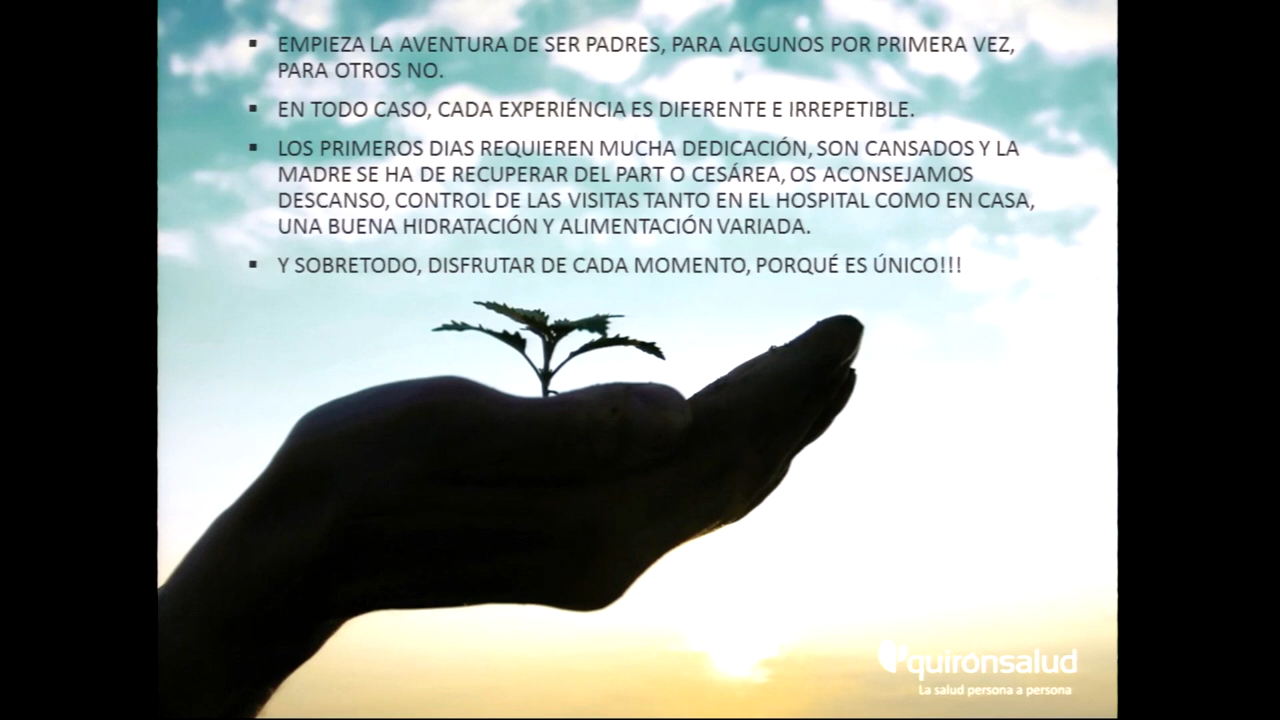 ▪ EMPIEZA LA AVENTURA DE SER PADRES, PARA ALGUNOS POR PRIMERA VEZ,
PARA OTROS NO.
▪ EN TODO CASO, CADA EXPERIÉNCIA ES DIFERENTE E IRREPETIBLE.
▪ LOS PRIMEROS DIAS REQUIEREN MUCHA DEDICACIÓN, SON CANSADOS Y LA
MADRE SE HA DE RECUPERAR DEL PART O CESÁREA, OS ACONSEJAMOS
DESCANSO, CONTROL DE LAS VISITAS TANTO EN EL HOSPITAL COMO EN CASA,
UNA BUENA HIDRATACIÓN Y ALIMENTACIÓN VARIADA.
▪ Y SOBRETODO, DISFRUTAR DE CADA MOMENTO, PORQUÉ ES ÚNICO!!!
quirónsalud
La salud persona a persona